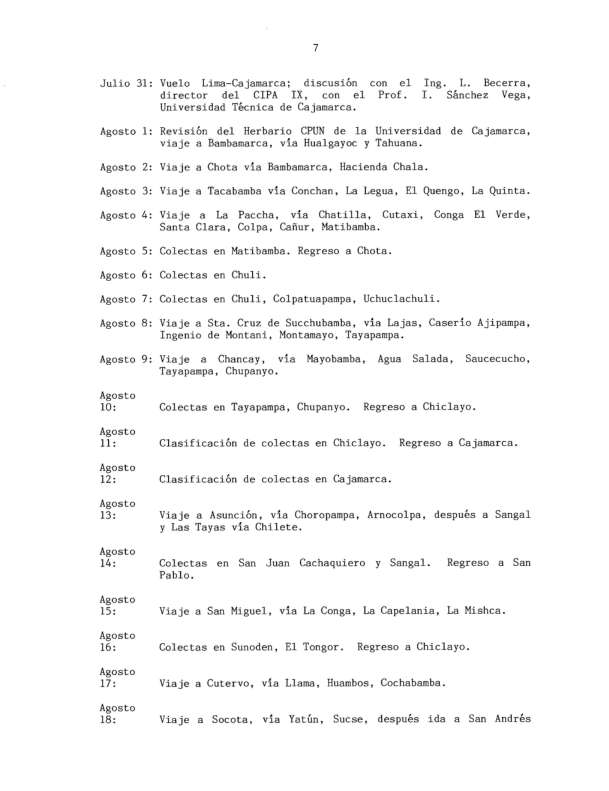 7
Julio 31: Vuelo Lima-Cajamarca; discusión con el Ing. L. Becerra,
director del CIPA IX, con el Prof. I. Sánchez Vega,
Universidad Técnica de Cajamarca.
Agosto 1: Revisión del Herbario CPUN de la Universidad de Cajamarca,
viaje a Bambamarca, vía Hualgayoc y Tahuana.
Agosto 2: Viaje a Chota vía Bambamarca, Hacienda Chala.
Agosto 3: Viaje a Tacabamba vía Conchan, La Legua, El Quengo, La Quinta.
Agosto 4: Viaje a La Paccha, vía Chatilla, Cutaxi, Conga El Verde,
Santa Clara, Colpa, Cañur, Matibamba.
Agosto 5: Colectas en Matibamba. Regreso a Chota.
Agosto 6: Colectas en Chuli.
Agosto 7: Colectas en Chuli, Colpatuapampa, Uchuclachuli.
Agosto 8: Viaje a Sta. Cruz de Succhubamba, vía Lajas, Caserío Ajipampa,
Ingenio de Montani, Montamayo, Tayapampa.
Agosto 9: Viaje a Chancay, vía Mayobamba, Agua Salada, Saucecucho,
Tayapampa, Chupanyo.
Agosto
10: Colectas en Tayapampa, Chupanyo. Regreso a Chiclayo.
Agosto
11: Clasificación de colectas en Chiclayo. Regreso a Cajamarca.
Agosto
12: Clasificación de colectas en Cajamarca.
Agosto
13: Viaje a Asunción, vía Choropampa, Arnocolpa, después a Sangal
y Las Tayas vía Chilete.
Agosto
14: Colectas en San Juan Cachaquiero y Sangal. Regreso a San
Pablo.
Agosto
15: Viaje a San Miguel, vía La Conga, La Capelania, La Mishca.
Agosto
16: Colectas en Sunoden, El Tongor. Regreso a Chiclayo.
Agosto
17: Viaje a Cutervo, vía Llama, Huambos, Cochabamba.
Agosto
18: Viaje a Socota, vía Yatún, Sucse, después ida a San Andrés